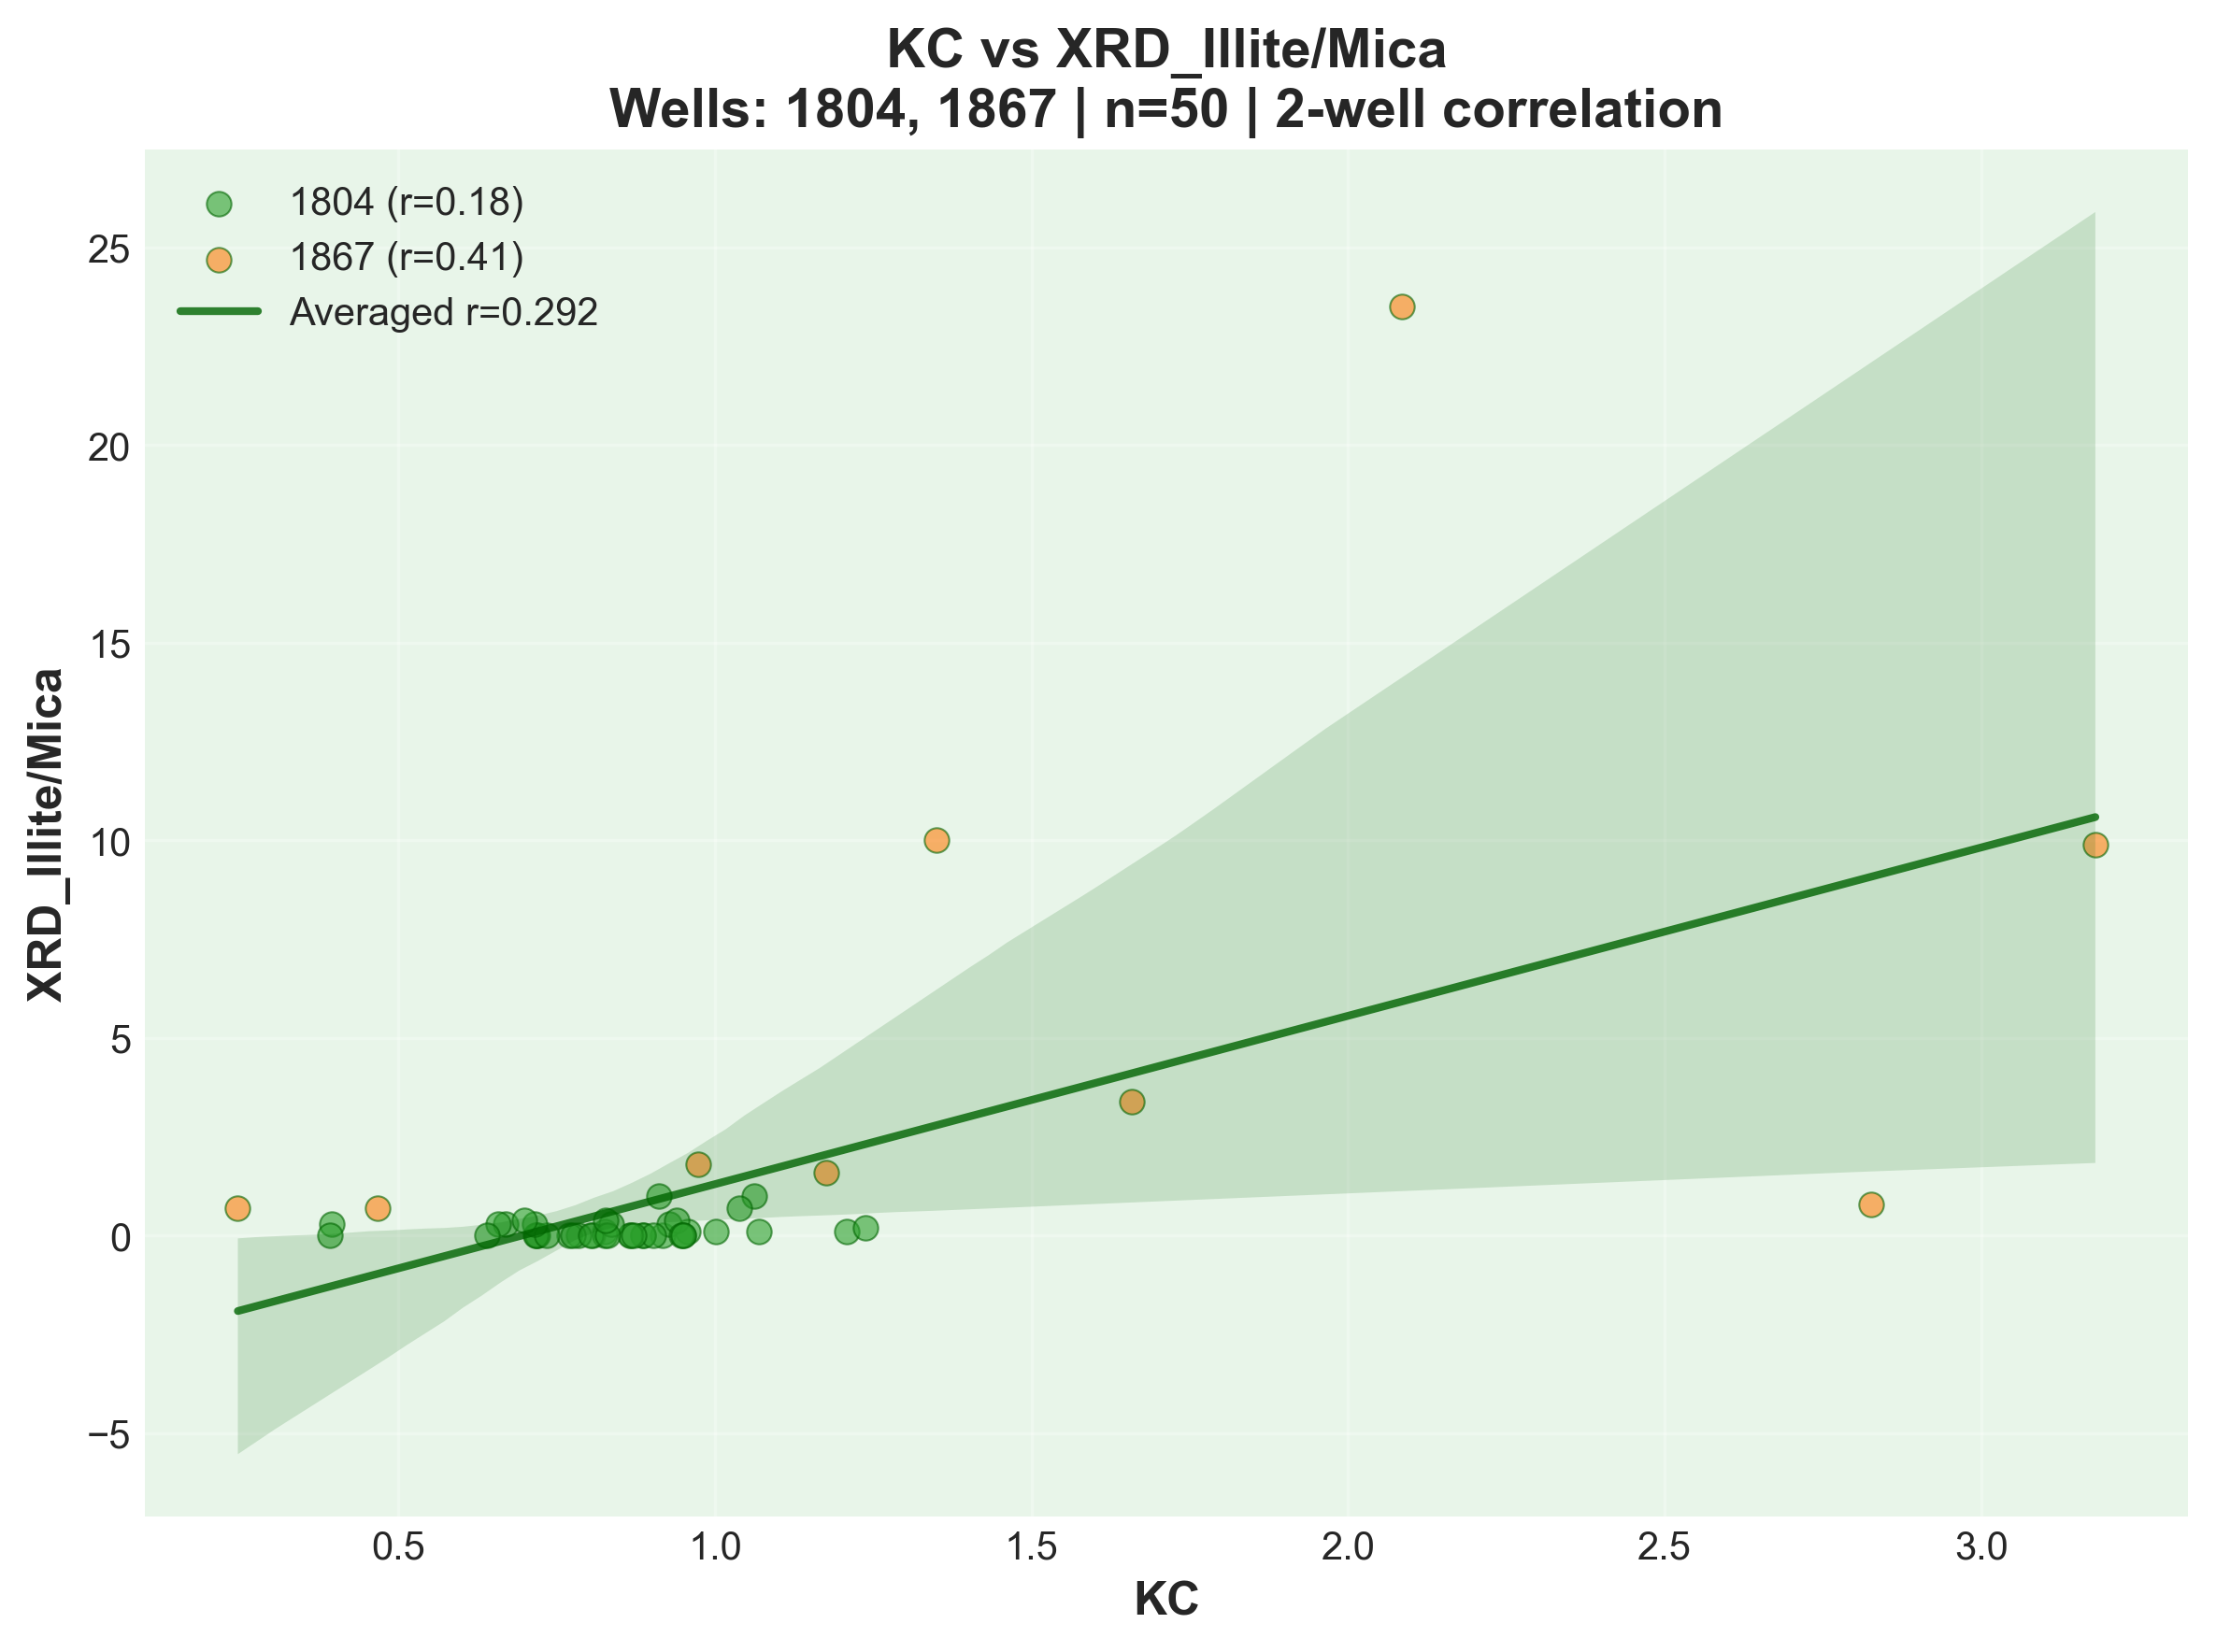 KC vs XRD_Illite/Mica
Wells: 1804, 1867 | n=50 | 2-well correlation
1804 (r=0.18)
1867 (r=0.41)
Averaged r=0.292
XRD_Illite/Mica
25
20
15
10
5
0
−5
0.5
1.0
1.5
2.0
2.5
3.0
KC